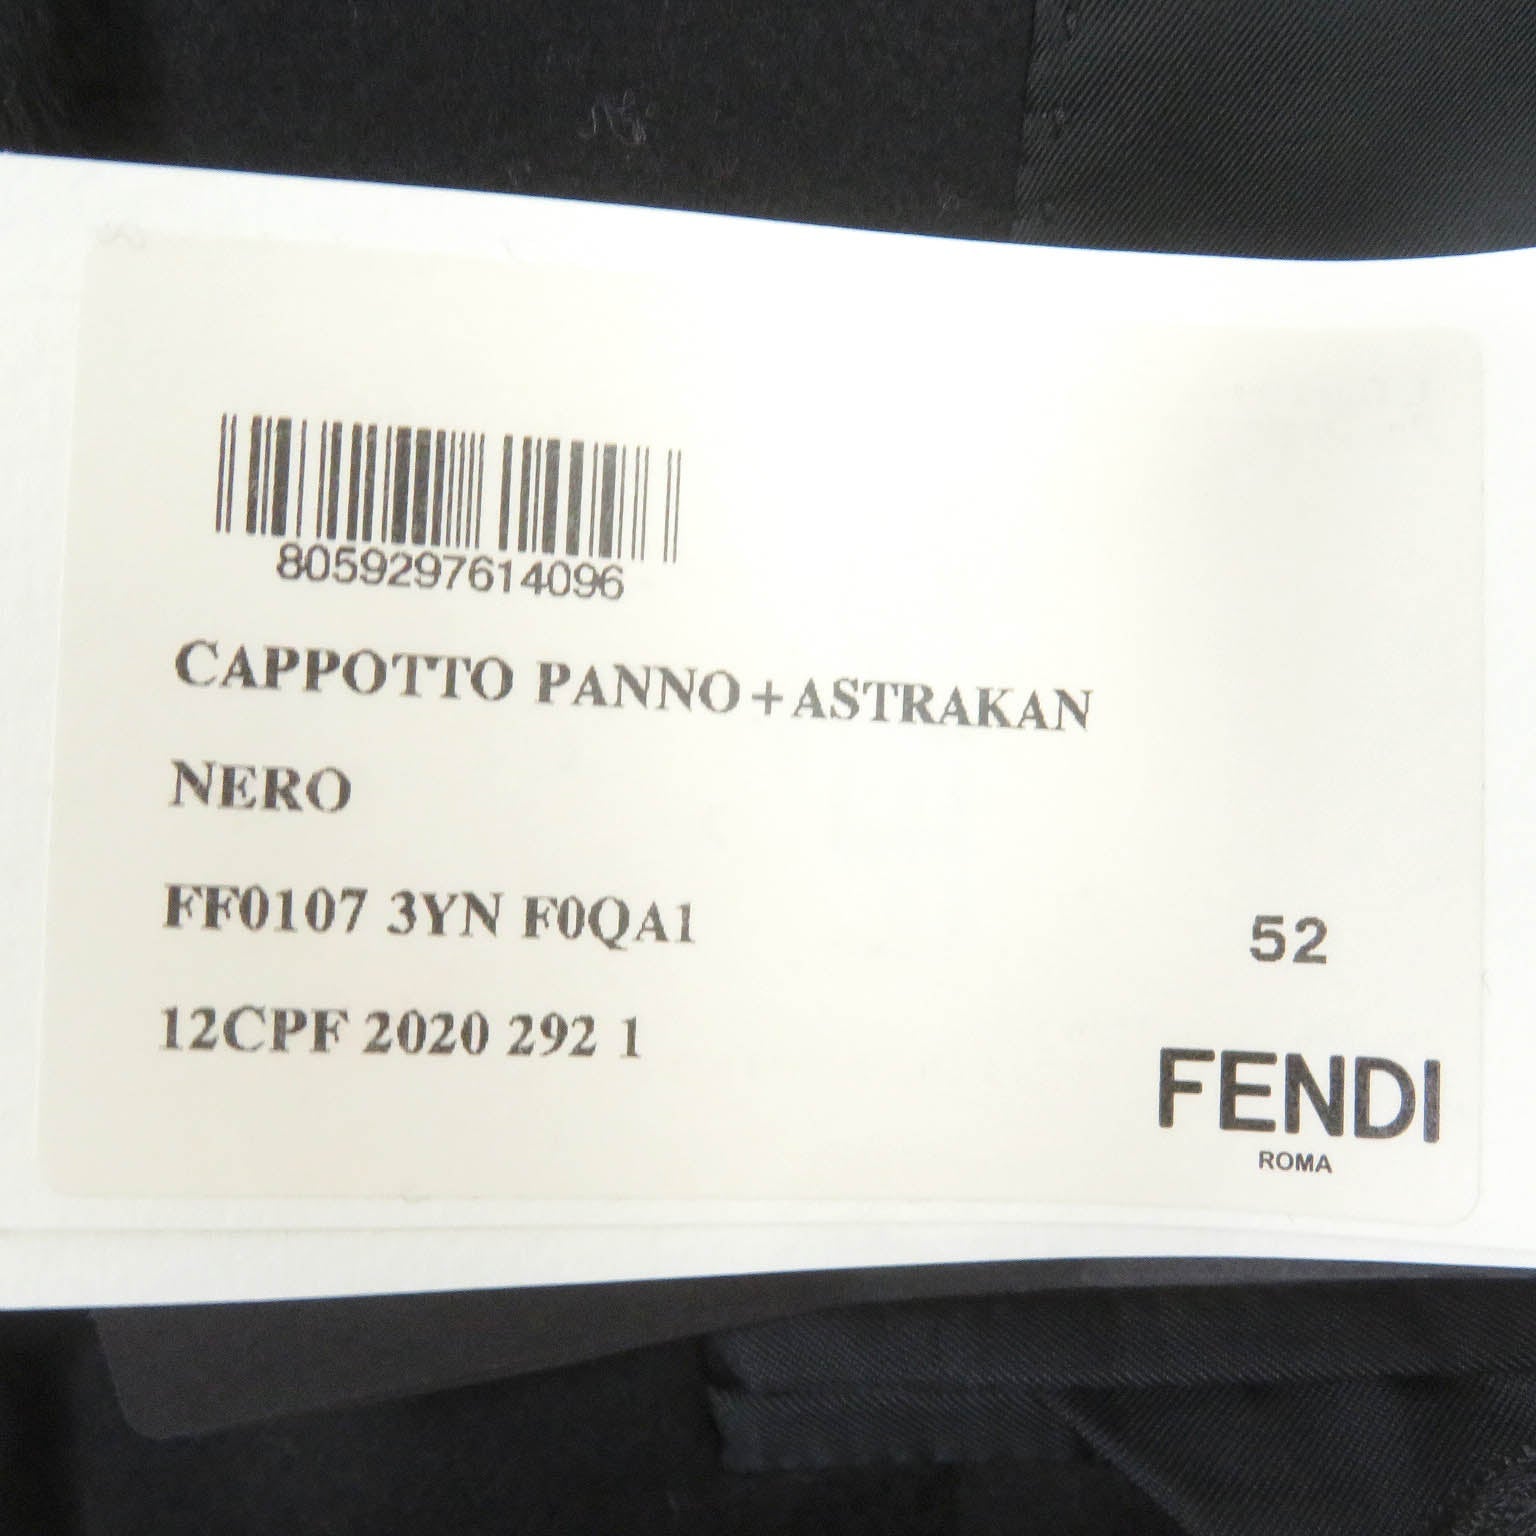 8059297614096
CAPPOTTO PANNO+ASTRAKAN
NERO
FF0107 3YN F0QA1
52
12CPF 2020 292 1
FENDI
ROMA